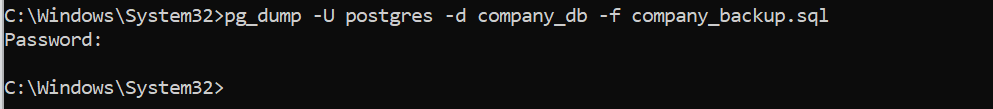 C:\Windows\System32>pg_dump -U postgres -d company_db -f company_backup.sql
Password:
C:\Windows\System32>